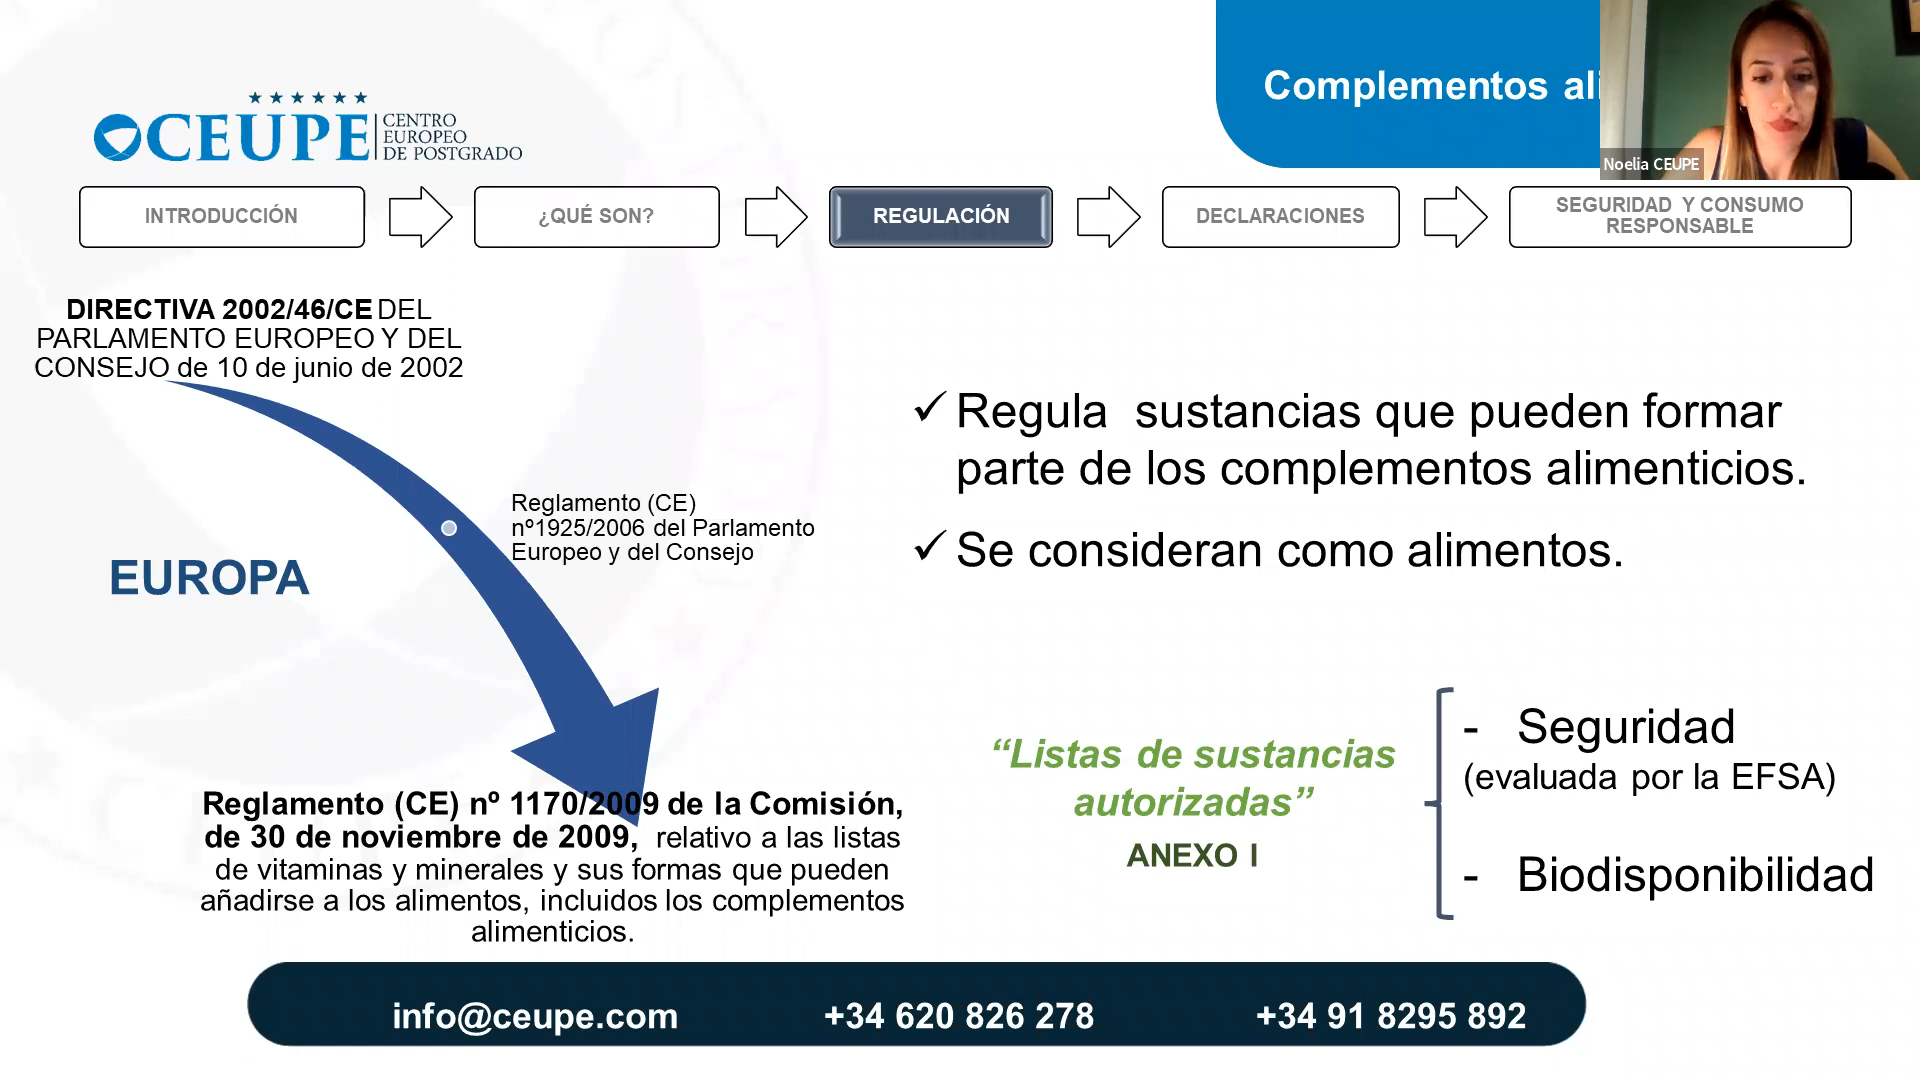 Complementos ali
Noelia CEUPE
CEUPE
CENTRO
EUROPEO
DE POSTGRADO
INTRODUCCIÓN
¿QUÉ SON?
REGULACIÓN
DECLARACIONES
SEGURIDAD Y CONSUMO
RESPONSABLE
DIRECTIVA 2002/46/CE DEL
PARLAMENTO EUROPEO Y DEL
CONSEJO de 10 de junio de 2002
Reglamento (CE)
nº1925/2006 del Parlamento
Europeo y del Consejo
EUROPA
Reglamento (CE) nº 1170/2009 de la Comisión,
de 30 de noviembre de 2009, relativo a las listas
de vitaminas y minerales y sus formas que pueden
añadirse a los alimentos, incluidos los complementos
alimenticios.
✓ Regula sustancias que pueden formar
parte de los complementos alimenticios.
✓ Se consideran como alimentos.
“Listas de sustancias
autorizadas”
ANEXO I
- Seguridad
(evaluada por la EFSA)
- Biodisponibilidad
info@ceupe.com
+34 620 826 278
+34 91 8295 892